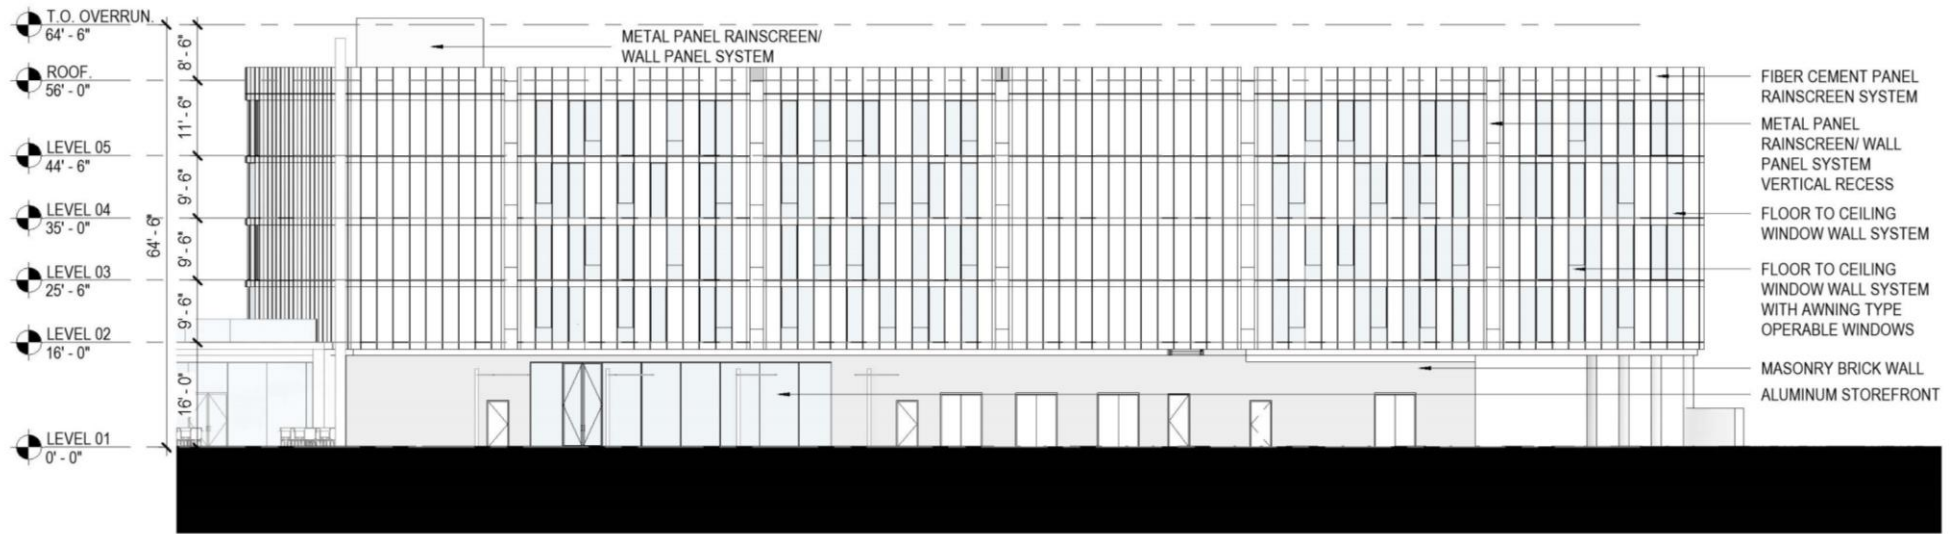 T.O. OVERRUN.
64' - 6"
ROOF.
56' - 0"
LEVEL 05
44' - 6"
LEVEL 04
35' - 0"
LEVEL 03
25' - 6"
LEVEL 02
16' - 0"
LEVEL 01
0' - 0"
64' - 6"
8' - 6"
11' - 6"
9' - 6"
9' - 6"
9' - 6"
16' - 0"
METAL PANEL RAINSCREEN/
WALL PANEL SYSTEM
FIBER CEMENT PANEL
RAINSCREEN SYSTEM
METAL PANEL
RAINSCREEN/ WALL
PANEL SYSTEM
VERTICAL RECESS
FLOOR TO CEILING
WINDOW WALL SYSTEM
FLOOR TO CEILING
WINDOW WALL SYSTEM
WITH AWNING TYPE
OPERABLE WINDOWS
MASONRY BRICK WALL
ALUMINUM STOREFRONT